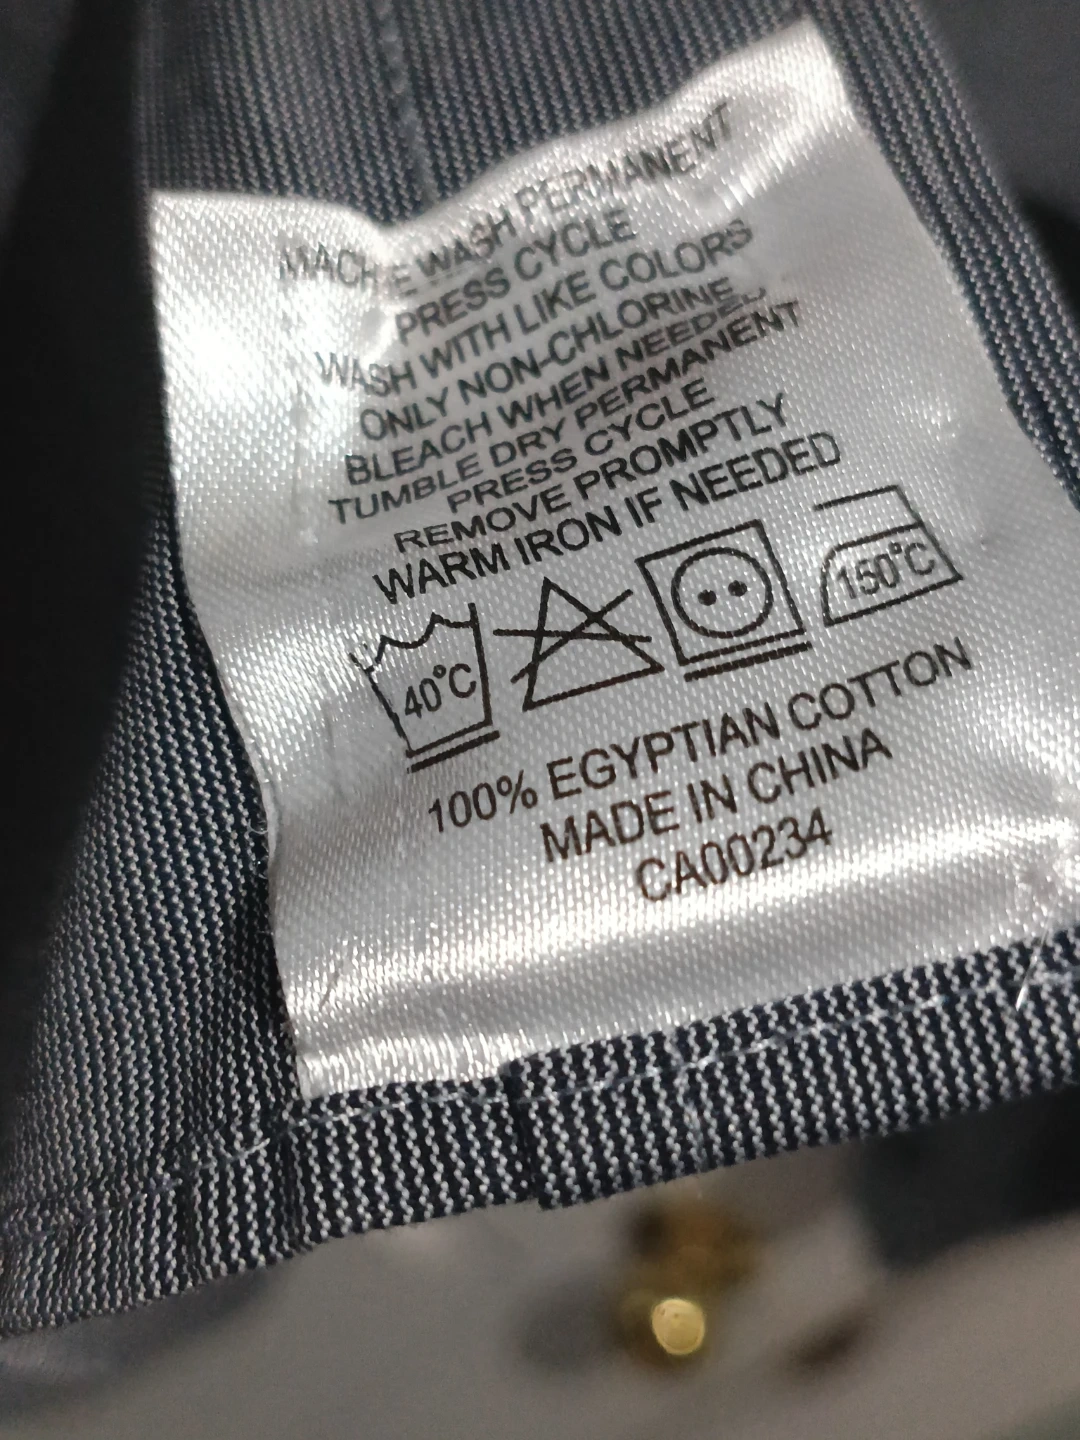 MACHINE WASH PERMANENT
PRESS CYCLE
WASH WITH LIKE COLORS
ONLY NON-CHLORINE
BLEACH WHEN NEEDED
TUMBLE DRY PERMANENT
PRESS CYCLE
REMOVE PROMPTLY
WARM IRON IF NEEDED
40°C 150°C
100% EGYPTIAN COTTON
MADE IN CHINA
CA00234